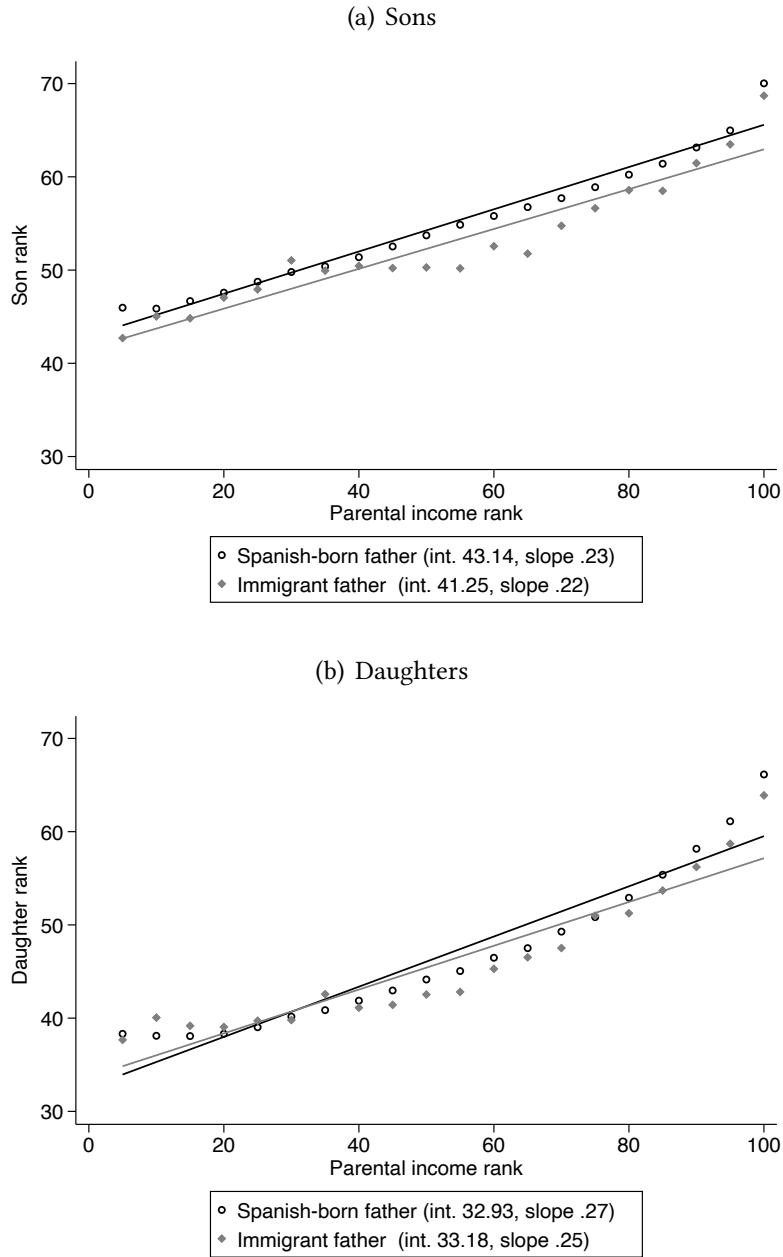 (a) Sons
70
60
50
40
30
Son rank
0 20 40 60 80 100
Parental income rank
Spanish-born father (int. 43.14, slope .23)
Immigrant father (int. 41.25, slope .22)
(b) Daughters
70
60
50
40
30
Daughter rank
0 20 40 60 80 100
Parental income rank
Spanish-born father (int. 32.93, slope .27)
Immigrant father (int. 33.18, slope .25)